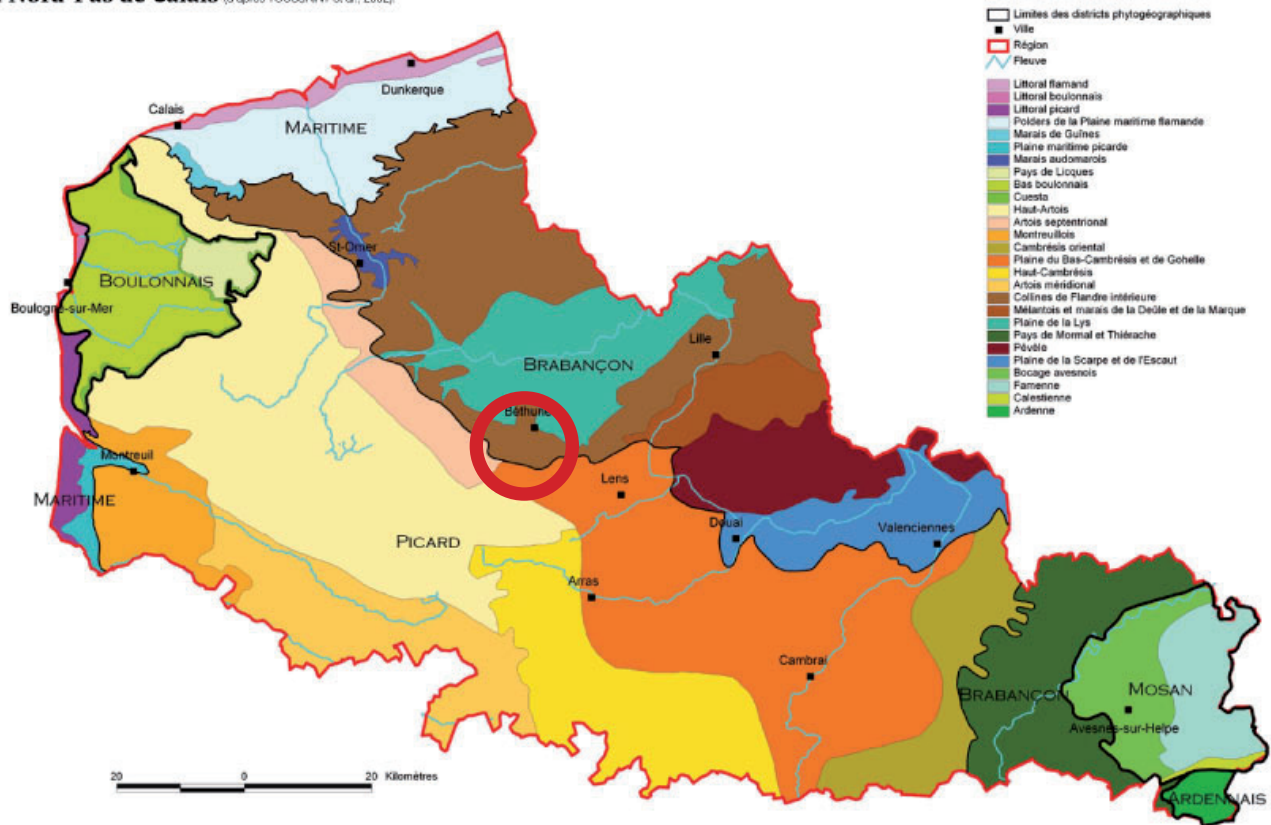 Nord-Pas de Calais (d'après TOUSSAINT et al., 2002).
Limites des districts phytogéographiques
Ville
Région
Fleuve
Littoral flamand
Littoral boulonnais
Littoral picard
Polders de la Plaine maritime flamande
Marais de Guînes
Plaine maritime picarde
Marais audomarois
Pays de Licques
Bas boulonnais
Cuesta
Haut-Artois
Artois septentrional
Montreuillois
Cambrésis oriental
Plaine du Bas-Cambrésis et de Gohelle
Haut-Cambrésis
Artois méridional
Collines de Flandre intérieure
Mélantois et marais de la Deûle et de la Marque
Plaine de la Lys
Pays de Mormal et Thiérache
Pévèle
Plaine de la Scarpe et de l'Escaut
Bocage avesnois
Famenne
Calestienne
Ardenne
Dunkerque
Calais
MARITIME
St-Omer
BOULONNAIS
Boulogne-sur-Mer
Lille
BRABANÇON
Béthune
Montreuil
MARITIME
Lens
PICARD
Douai
Valenciennes
Arras
Cambrai
BRABANÇON
MOSAN
Avesnes-sur-Helpe
ARDENNAIS
20 0 20 Kilomètres